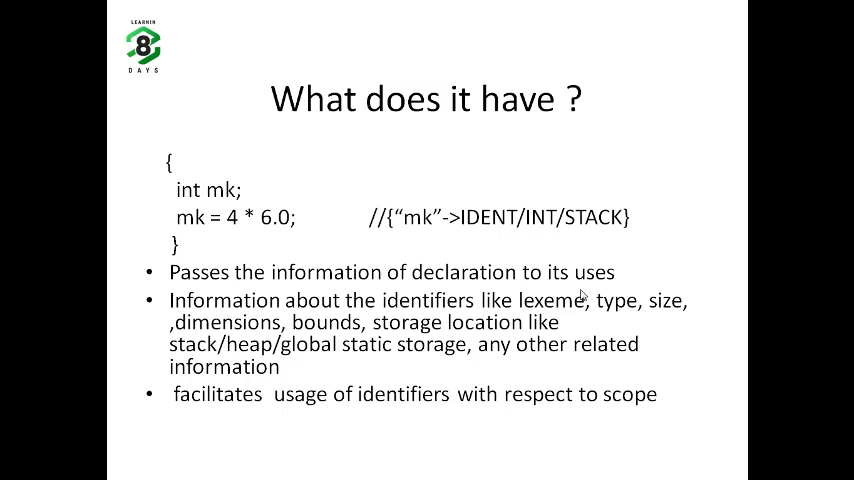 LEARNIN
8
DAYS
What does it have ?
{
int mk;
mk = 4 * 6.0; //{“mk”->IDENT/INT/STACK}
}
• Passes the information of declaration to its uses
• Information about the identifiers like lexeme, type, size,
,dimensions, bounds, storage location like
stack/heap/global static storage, any other related
information
• facilitates usage of identifiers with respect to scope